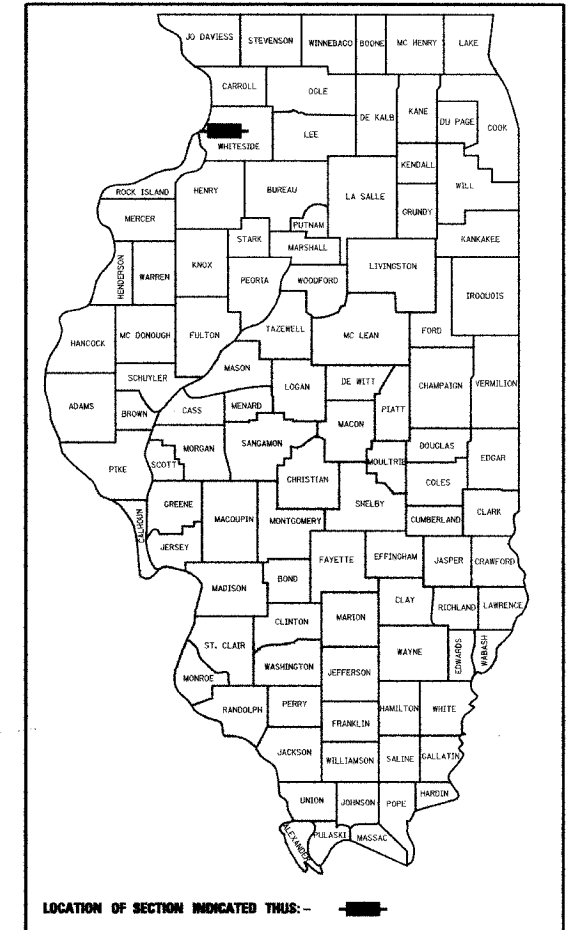 JO DAVIESS STEVENSON WINNEBAGO BOONE MC HENRY LAKE
CARROLL OGLE DE KALB KANE DU PAGE COOK
WHITESIDE LEE
KENDALL WILL
ROCK ISLAND HENRY BUREAU LA SALLE GRUNDY
MERCER PUTNAM
STARK MARSHALL KANKAKEE
HENDERSON WARREN KNOX PEORIA WOODFORD LIVINGSTON IROQUOIS
HANCOCK MC DONOUGH FULTON TAZEWELL MC LEAN FORD
MASON
SCHUYLER LOGAN DE WITT CHAMPAIGN VERMILION
ADAMS BROWN CASS MENARD MACON PIATT
MORGAN SANGAMON DOUGLAS EDGAR
PIKE SCOTT CHRISTIAN MOULTRIE COLES
GREENE MACOUPIN MONTGOMERY SHELBY CUMBERLAND CLARK
CALHOUN JERSEY
FAYETTE EFFINGHAM JASPER CRAWFORD
MADISON BOND
CLAY RICHLAND LAWRENCE
CLINTON MARION
ST. CLAIR WAYNE EDWARDS WABASH
WASHINGTON JEFFERSON
MONROE
RANDOLPH PERRY HAMILTON WHITE
FRANKLIN
JACKSON WILLIAMSON SALINE GALLATIN
HARDIN
UNION JOHNSON POPE
ALEXANDER PULASKI MASSAC
LOCATION OF SECTION INDICATED THUS: -